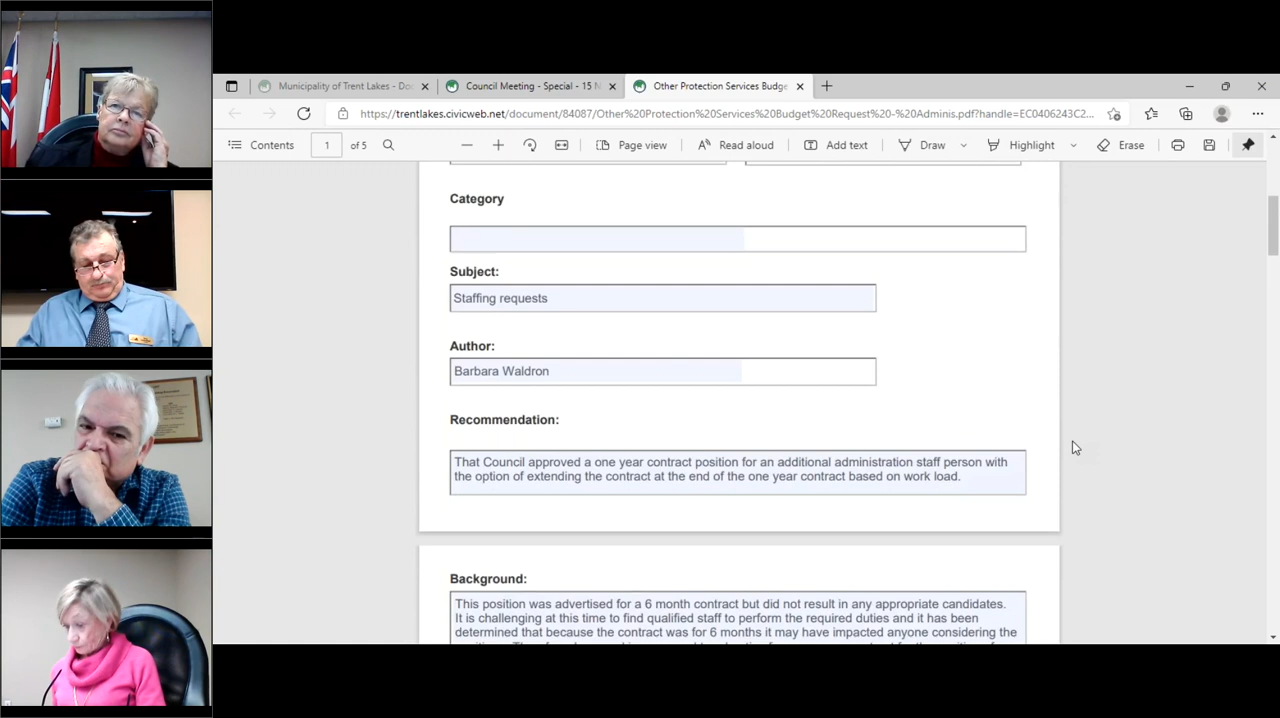 Municipality of Trent Lakes - Doc
Council Meeting - Special - 15 N
Other Protection Services Budge
https://trentlakes.civicweb.net/document/84087/Other%20Protection%20Services%20Budget%20Request%20-%20Adminis.pdf?handle=EC0406243C2...
Contents
1 of 5
Page view
Read aloud
Add text
Draw
Highlight
Erase
Category
Subject:
Staffing requests
Author:
Barbara Waldron
Recommendation:
That Council approved a one year contract position for an additional administration staff person with
the option of extending the contract at the end of the one year contract based on work load.
Background:
This position was advertised for a 6 month contract but did not result in any appropriate candidates.
It is challenging at this time to find qualified staff to perform the required duties and it has been
determined that because the contract was for 6 months it may have impacted anyone considering the